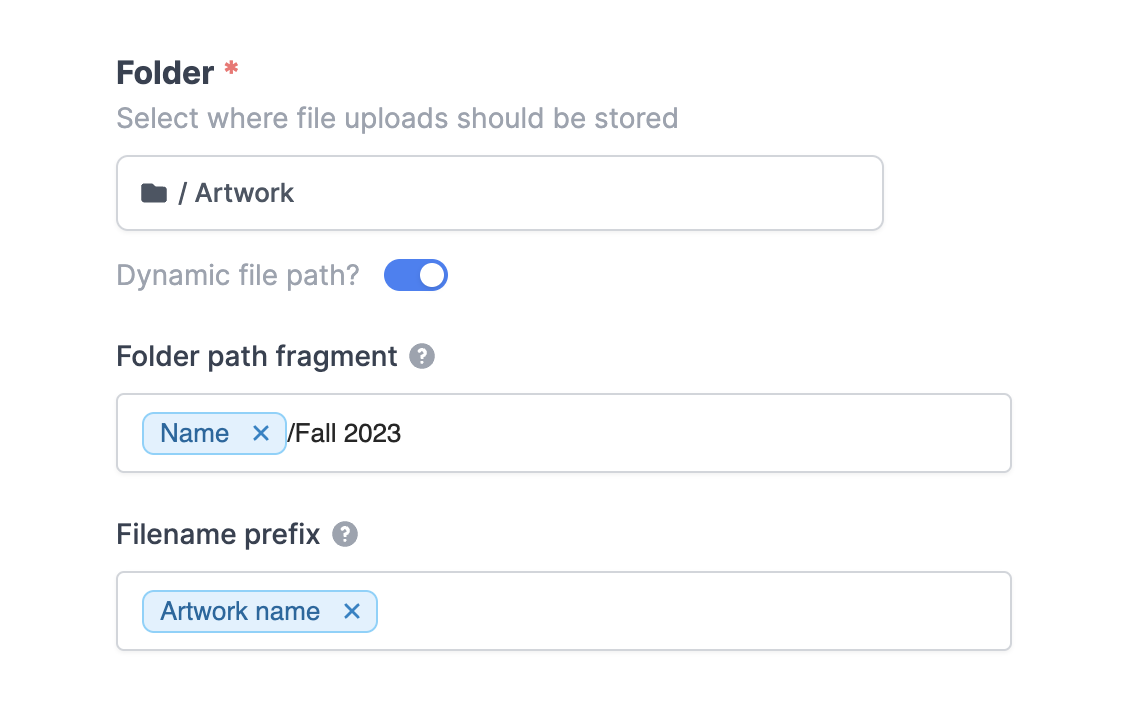 Folder *
Select where file uploads should be stored
/ Artwork
Dynamic file path?
Folder path fragment ?
Name ×/Fall 2023
Filename prefix ?
Artwork name ×